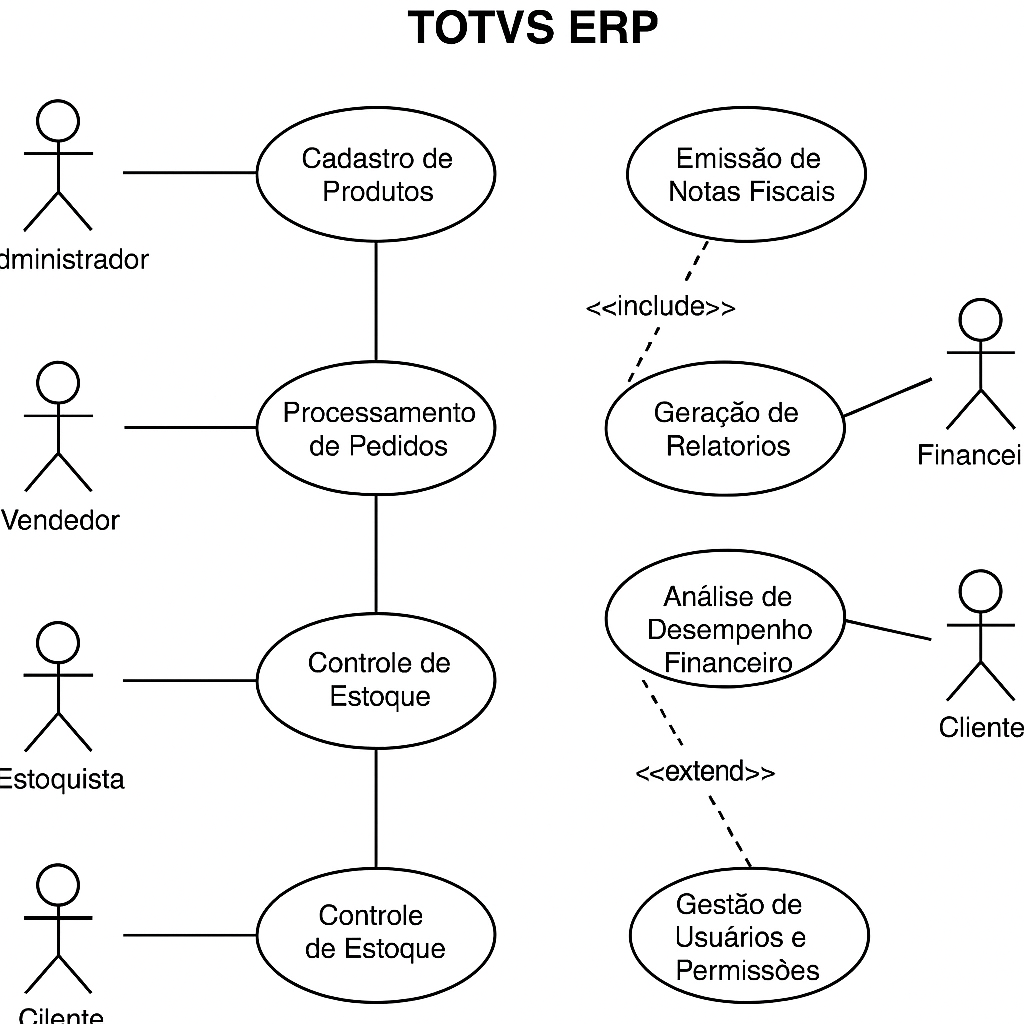 TOTVS ERP
Cadastro de
Produtos
dministrador
Processamento
de Pedidos
Vendedor
Controle de
Estoque
Estoquista
Controle
de Estoque
Cilente
Emissão de
Notas Fiscais
<<include>>
Geração de
Relatorios
Financei
Análise de
Desempenho
Financeiro
Cliente
<<extend>>
Gestão de
Usuários e
Permissòes